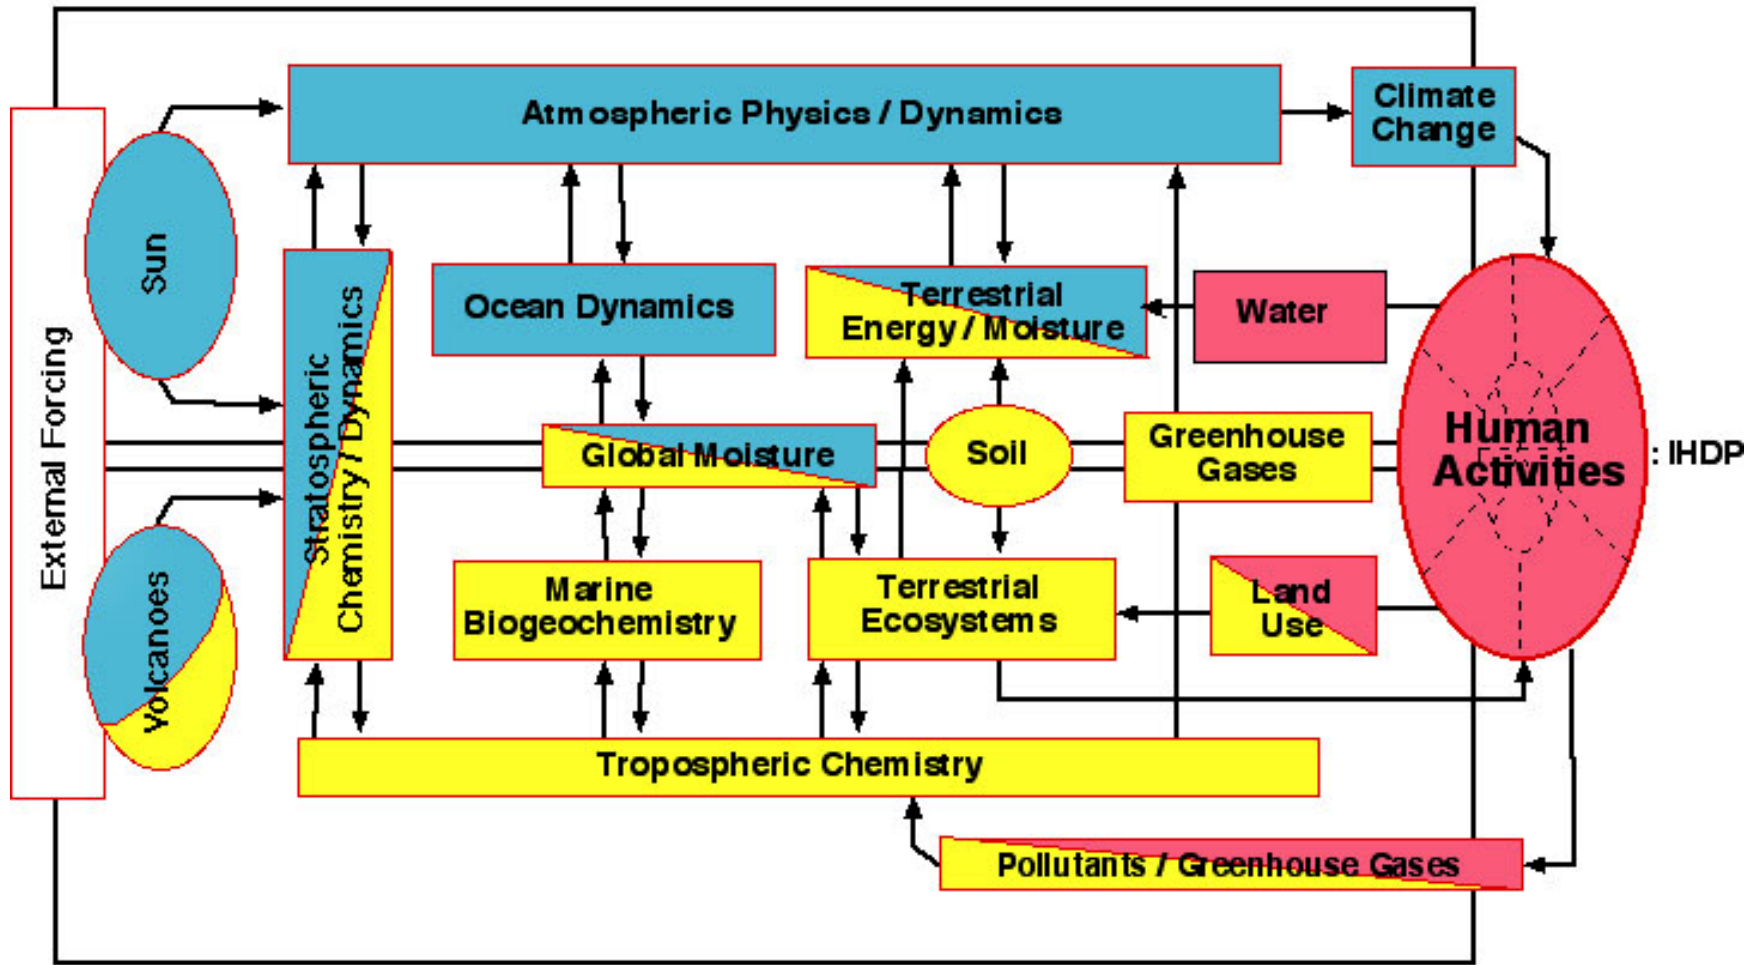 Atmospheric Physics / Dynamics
Climate
Change
External Forcing
Sun
Stratospheric
Chemistry / Dynamics
Ocean Dynamics
Terrestrial
Energy / Moisture
Water
Global Moisture
Soil
Greenhouse
Gases
Human
Activities
: IHDP
Volcanoes
Marine
Biogeochemistry
Terrestrial
Ecosystems
Land
Use
Tropospheric Chemistry
Pollutants / Greenhouse Gases